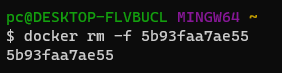 pc@DESKTOP-FLVBUCL MINGW64 ~
$ docker rm -f 5b93faa7ae55
5b93faa7ae55